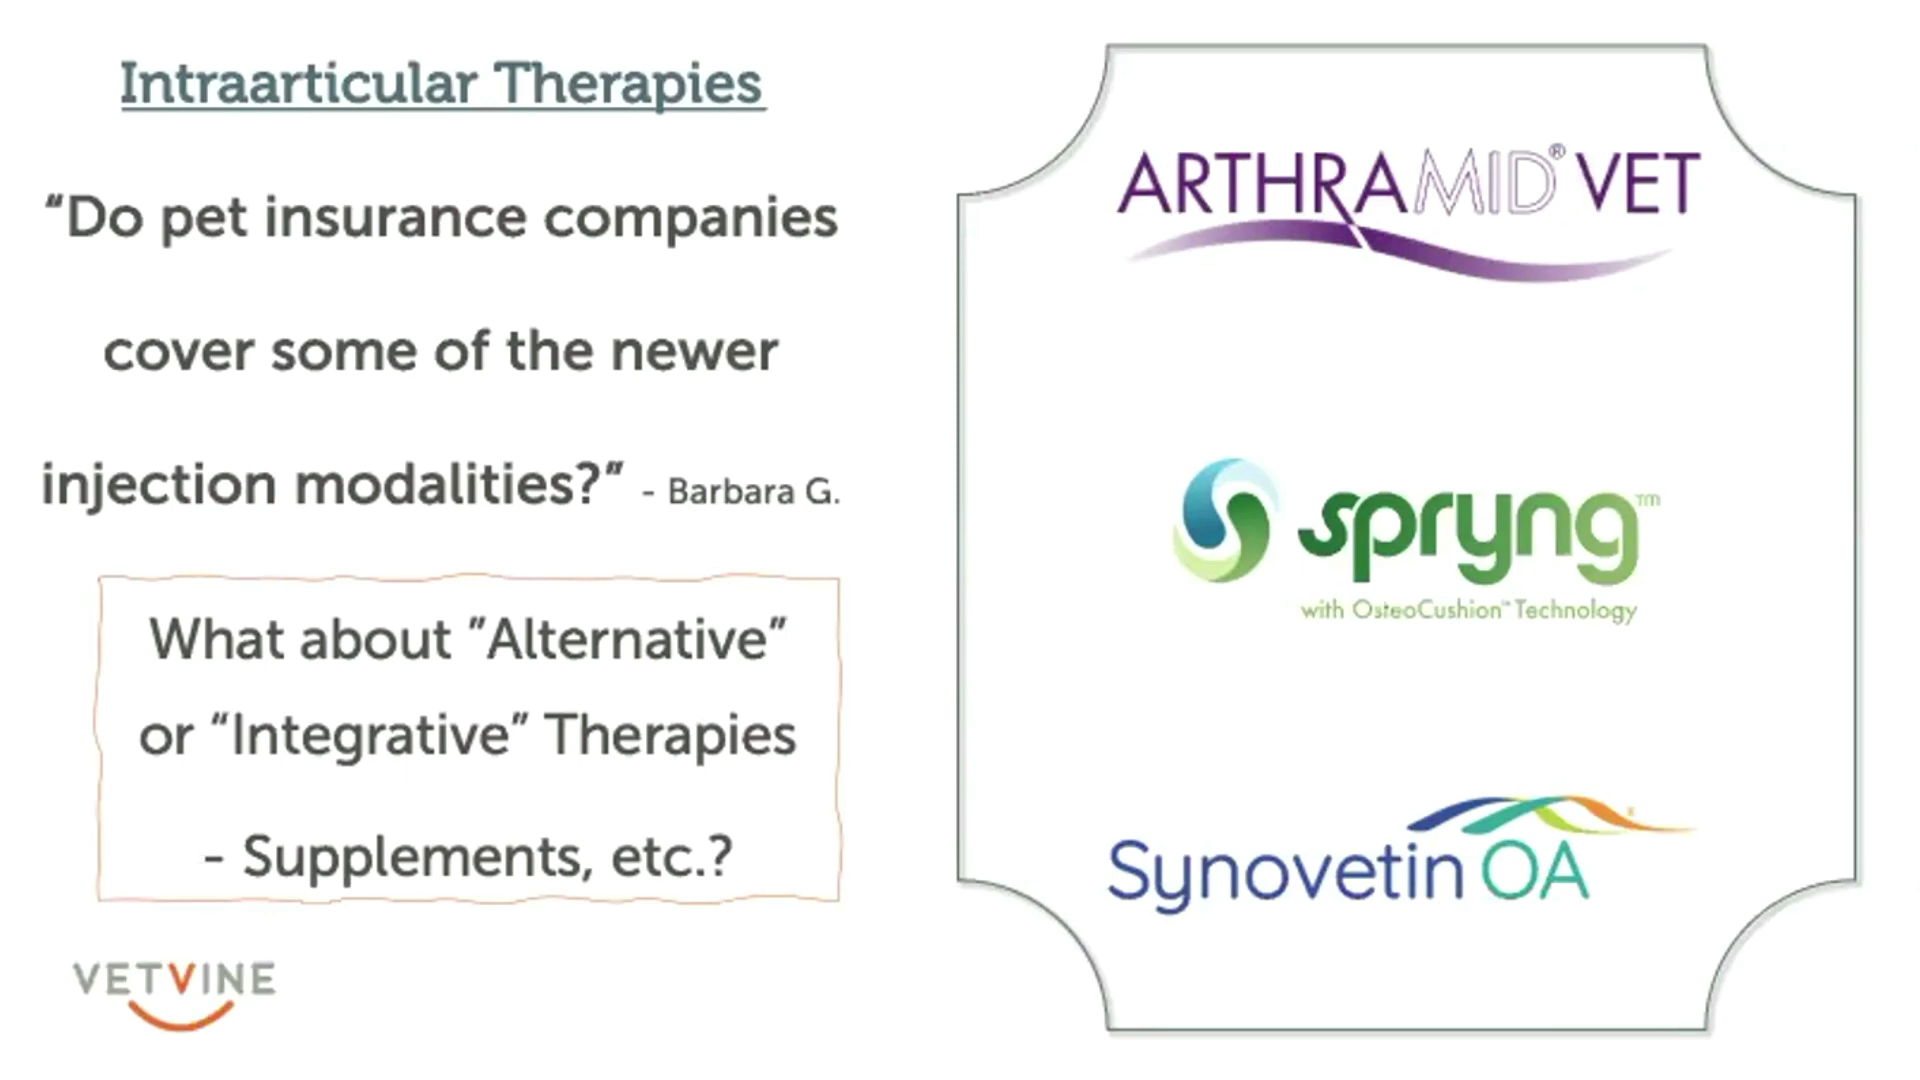 Intraarticular Therapies
“Do pet insurance companies
cover some of the newer
injection modalities?” - Barbara G.
What about ”Alternative”
or “Integrative” Therapies
- Supplements, etc.?
VETVINE
ARTHRAMID® VET
spryng™
with OsteoCushion™ Technology
Synovetin OA